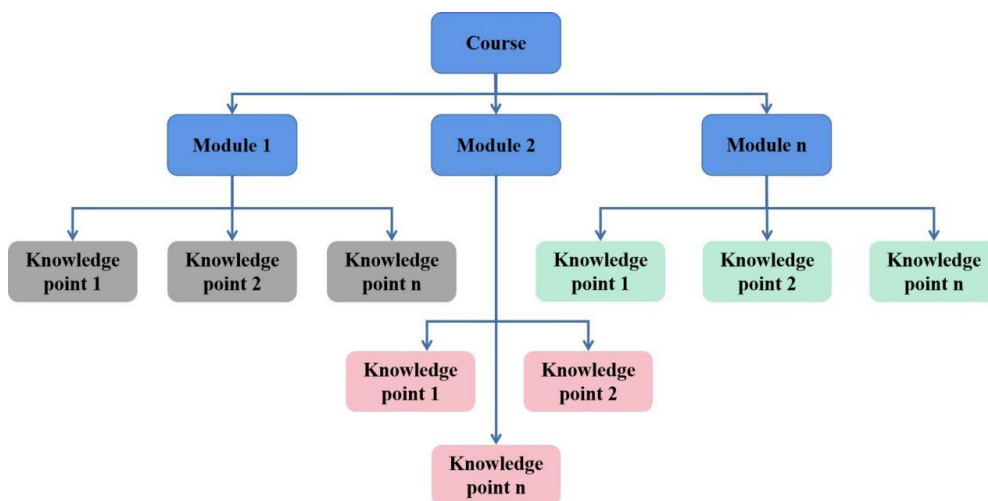 Course
Module 1
Module 2
Module n
Knowledge
point 1
Knowledge
point 2
Knowledge
point n
Knowledge
point 1
Knowledge
point 2
Knowledge
point n
Knowledge
point 1
Knowledge
point 2
Knowledge
point n